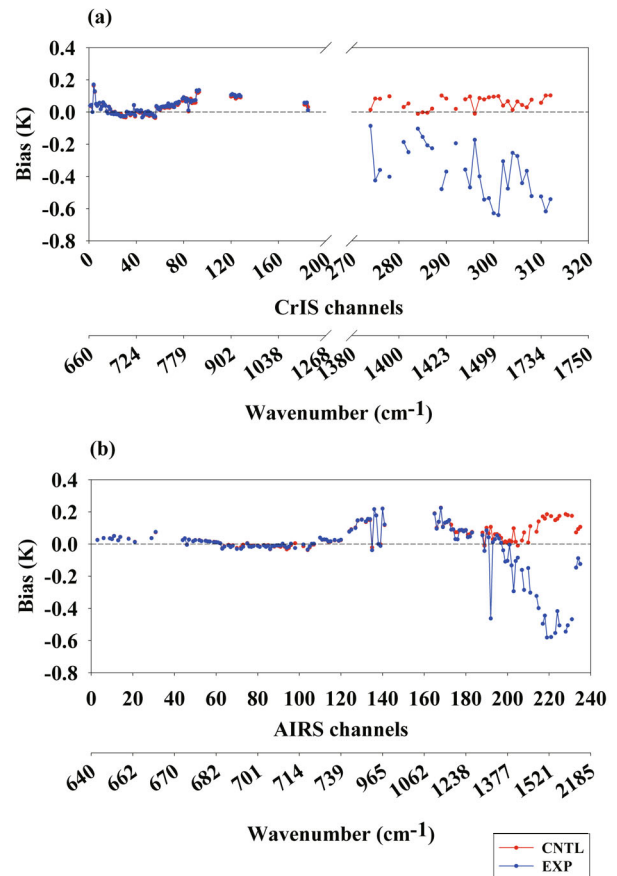 (a)
0.4
0.2
0.0
-0.2
-0.4
-0.6
-0.8
Bias (K)
0 40 80 120 160 200 270 280 290 300 310 320
CrIS channels
660 724 779 902 1038 1268 1380 1400 1423 1499 1734 1750
Wavenumber (cm-1)
(b)
0.4
0.2
0.0
-0.2
-0.4
-0.6
-0.8
Bias (K)
0 20 40 60 80 100 120 140 160 180 200 220 240
AIRS channels
640 662 670 682 701 714 739 965 1062 1238 1377 1521 2185
Wavenumber (cm-1)
CNTL
EXP